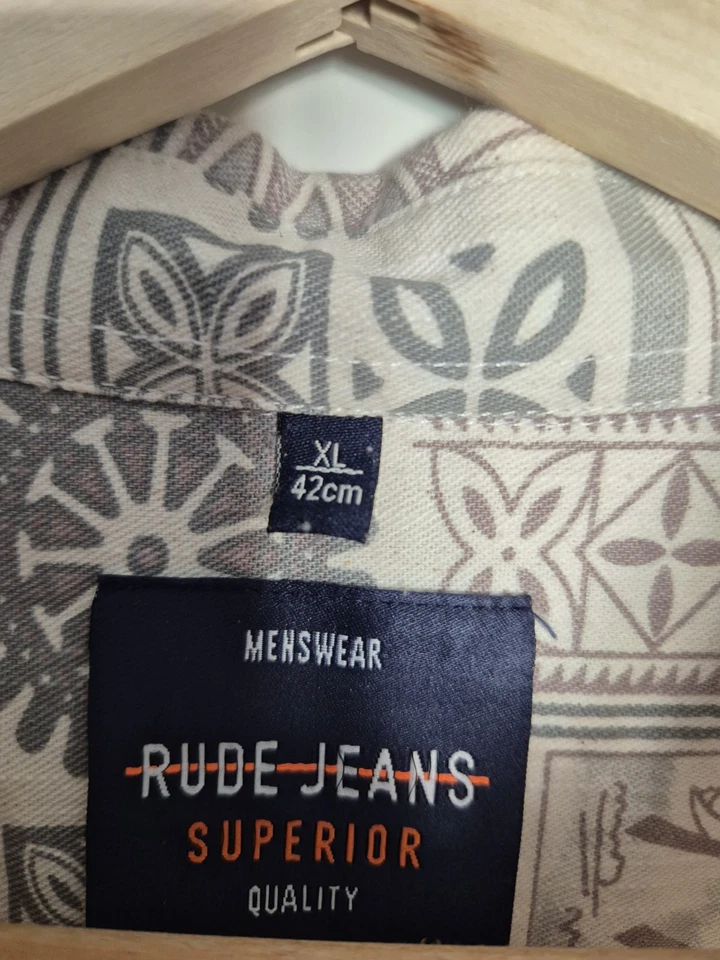 XL
42cm
MENSWEAR
RUDE JEANS
SUPERIOR
QUALITY